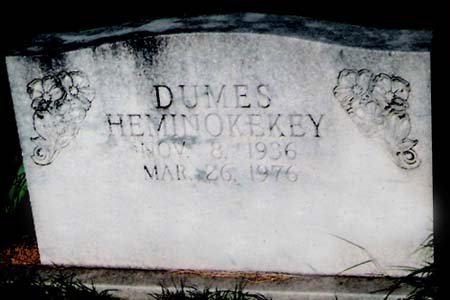 DUMES
HEMINOKEKEY
NOV. 8, 1936
MAR. 26, 1976